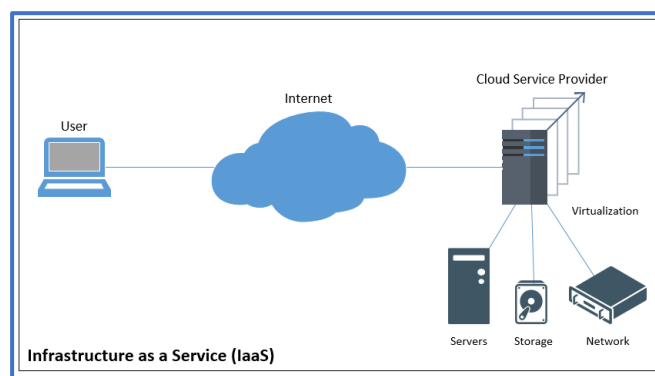 Cloud Service Provider
Internet
User
Virtualization
Servers
Storage
Network
Infrastructure as a Service (IaaS)